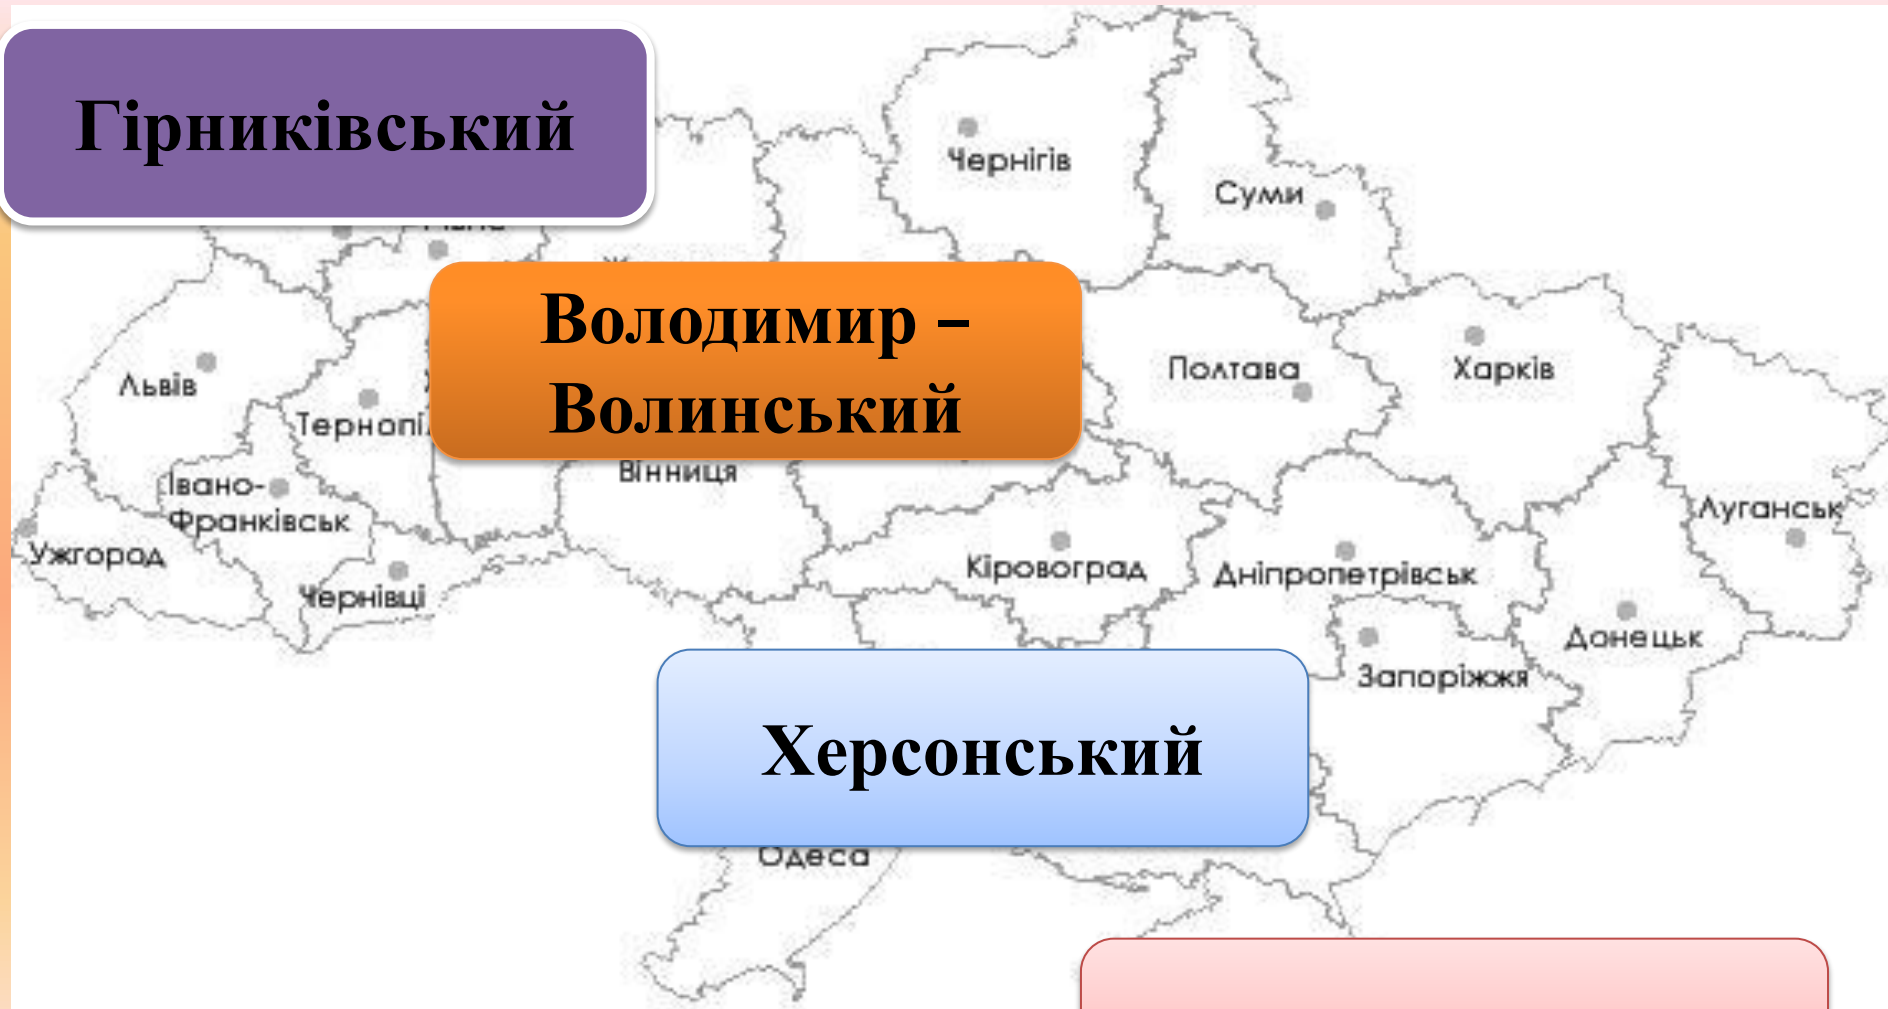 Гірниківський
Чернігів
Суми
Володимир –
Волинський
Львів
Полтава
Харків
Вінниця
Івано-
Франківськ
Луганськ
Ужгород
Чернівці
Кіровоград
Дніпропетрівськ
Донецьк
Запоріжжя
Херсонський
Одеса